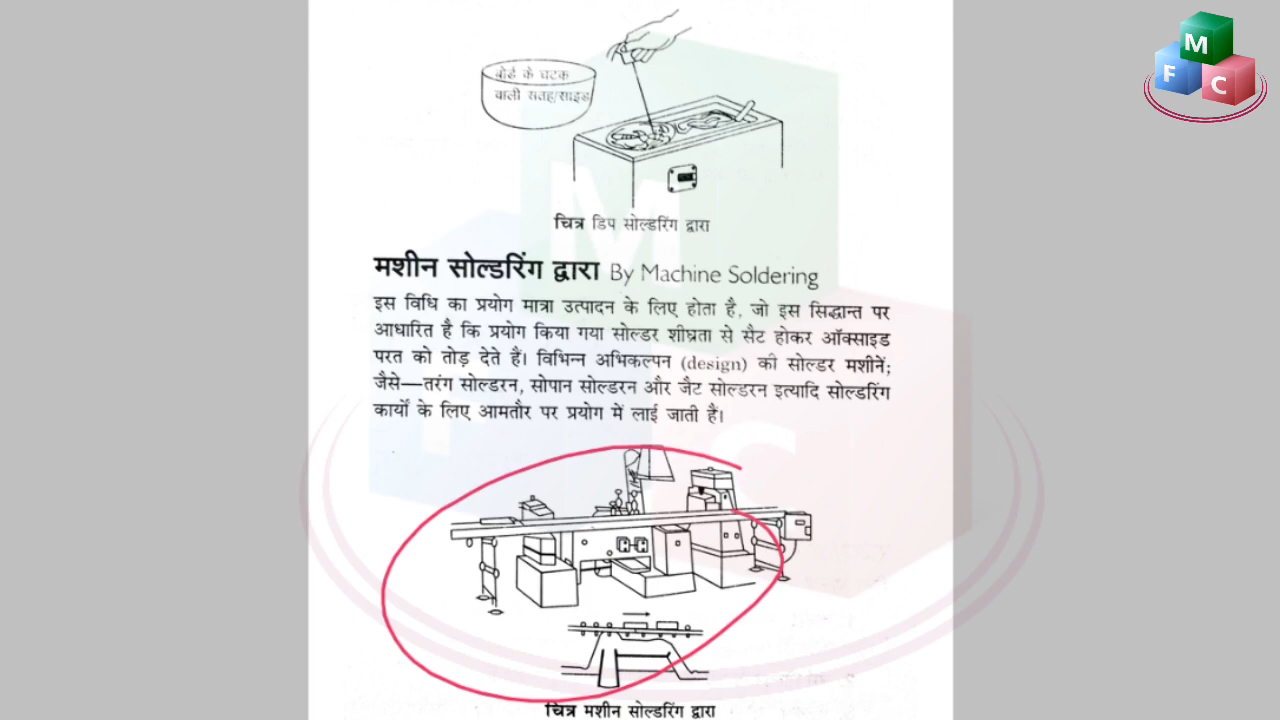 M
F
C
बोर्ड के घटक
वाली सतह/साइड
चित्र डिप सोल्डरिंग द्वारा
मशीन सोल्डरिंग द्वारा By Machine Soldering
इस विधि का प्रयोग मात्रा उत्पादन के लिए होता है, जो इस सिद्धान्त पर
आधारित है कि प्रयोग किया गया सोल्डर शीघ्रता से सैट होकर ऑक्साइड
परत को तोड़ देते हैं। विभिन्न अभिकल्पन (design) की सोल्डर मशीनें;
जैसे—तरंग सोल्डरन, सोपान सोल्डरन और जैट सोल्डरन इत्यादि सोल्डरिंग
कार्यों के लिए आमतौर पर प्रयोग में लाई जाती हैं।
चित्र मशीन सोल्डरिंग द्वारा